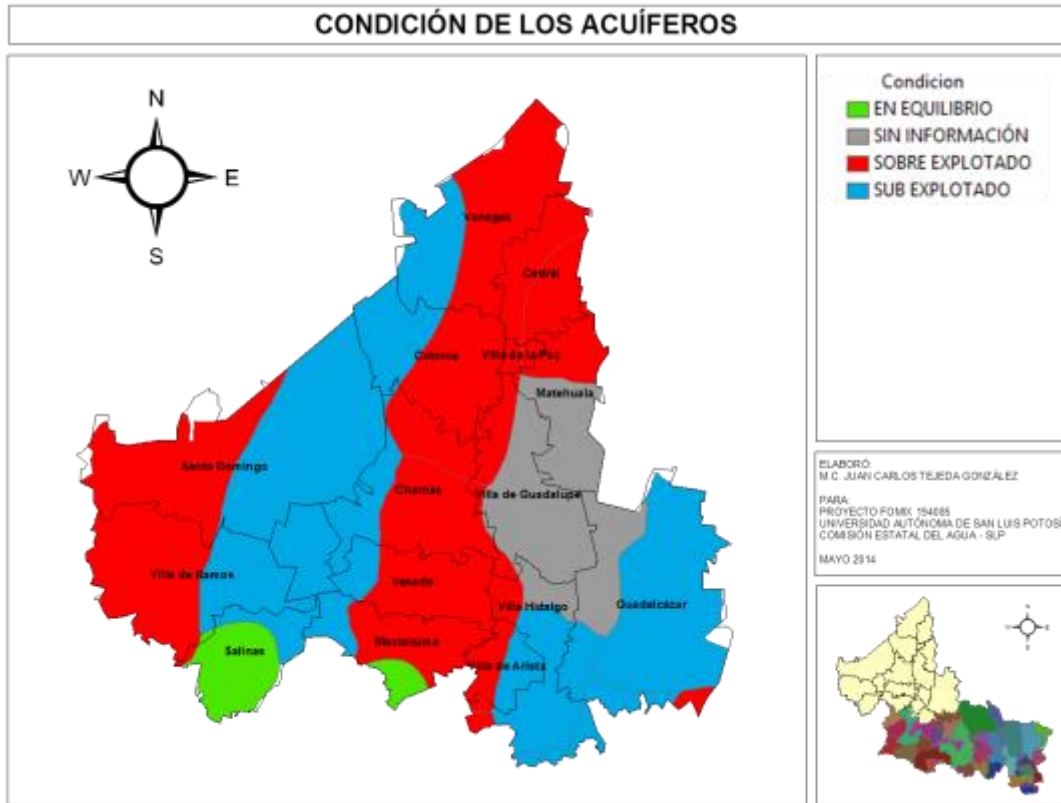 CONDICIÓN DE LOS ACUÍFEROS
N
W
E
S
Condicion
EN EQUILIBRIO
SIN INFORMACIÓN
SOBRE EXPLOTADO
SUB EXPLOTADO
Vanegas
Cedral
Catorce
Villa de la Paz
Matehuala
Santo Domingo
Charcas
Villa de Guadalupe
Villa de Ramos
Venado
Villa Hidalgo
Guadalcázar
Salinas
Moctezuma
Villa de Arista
ELABORÓ:
M.C. JUAN CARLOS TEJEDA GONZÁLEZ
PARA:
PROYECTO FOMIX 194085
UNIVERSIDAD AUTÓNOMA DE SAN LUIS POTOSÍ
COMISIÓN ESTATAL DEL AGUA - SLP
MAYO 2014